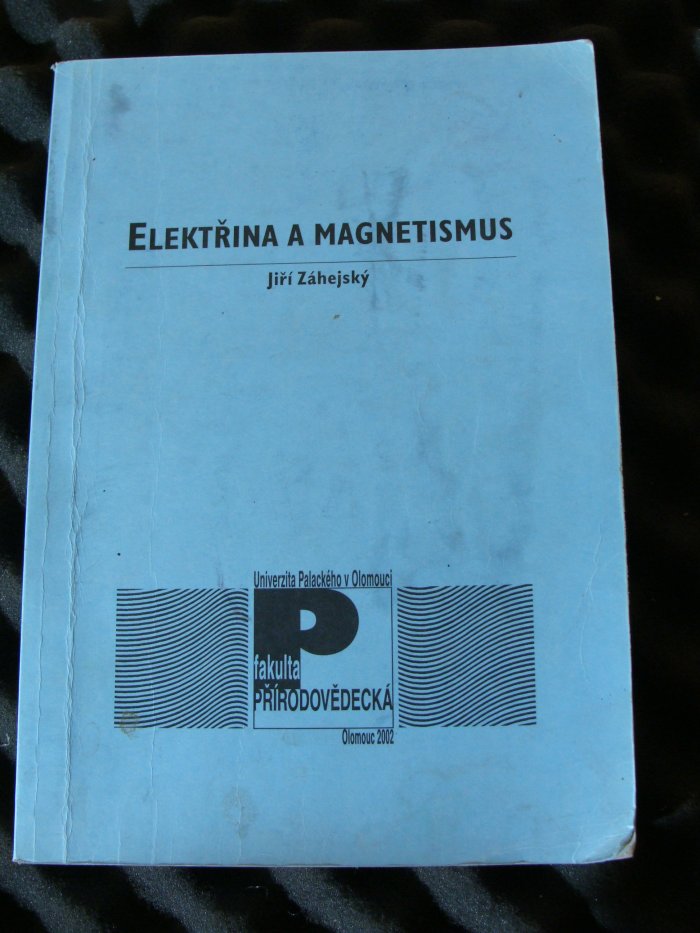 ELEKTŘINA A MAGNETISMUS
Jiří Záhejský
Univerzita Palackého v Olomouci
P
fakulta
PŘÍRODOVĚDECKÁ
Olomouc 2002